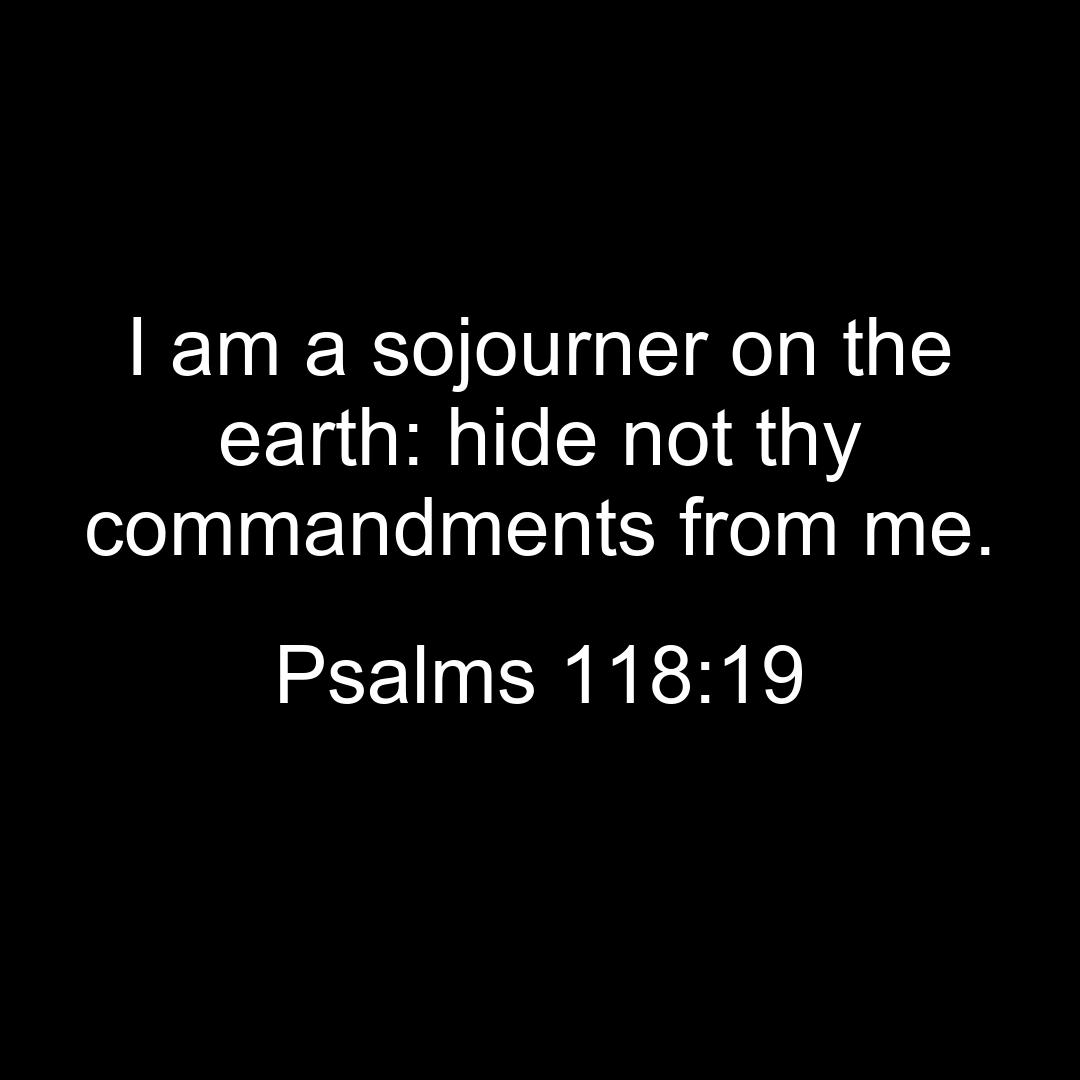 I am a sojourner on the
earth: hide not thy
commandments from me.
Psalms 118:19